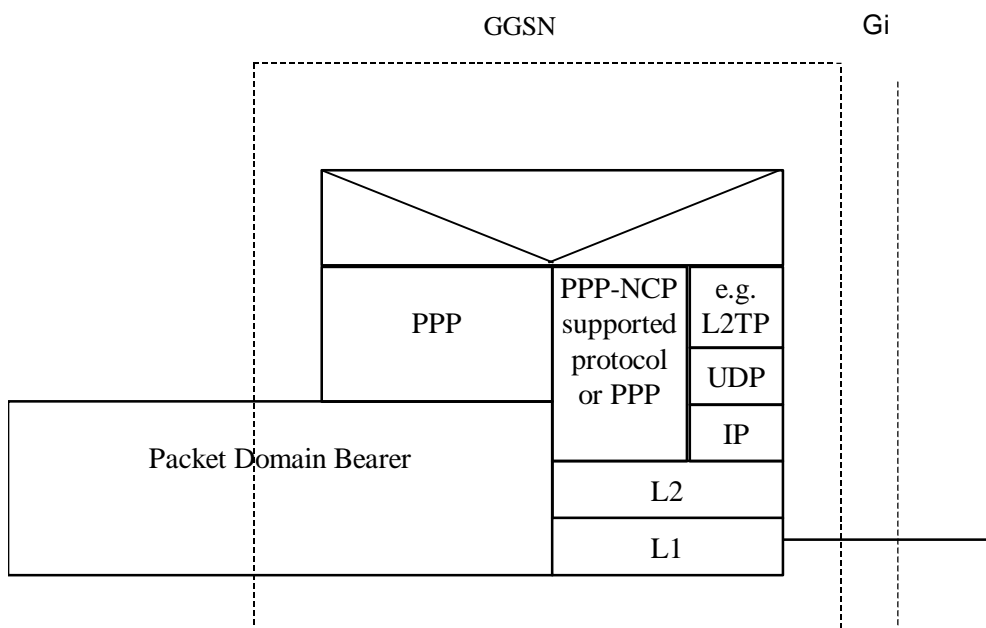 GGSN
Gi
PPP
PPP-NCP
supported
protocol
or PPP
e.g.
L2TP
UDP
IP
Packet Domain Bearer
L2
L1